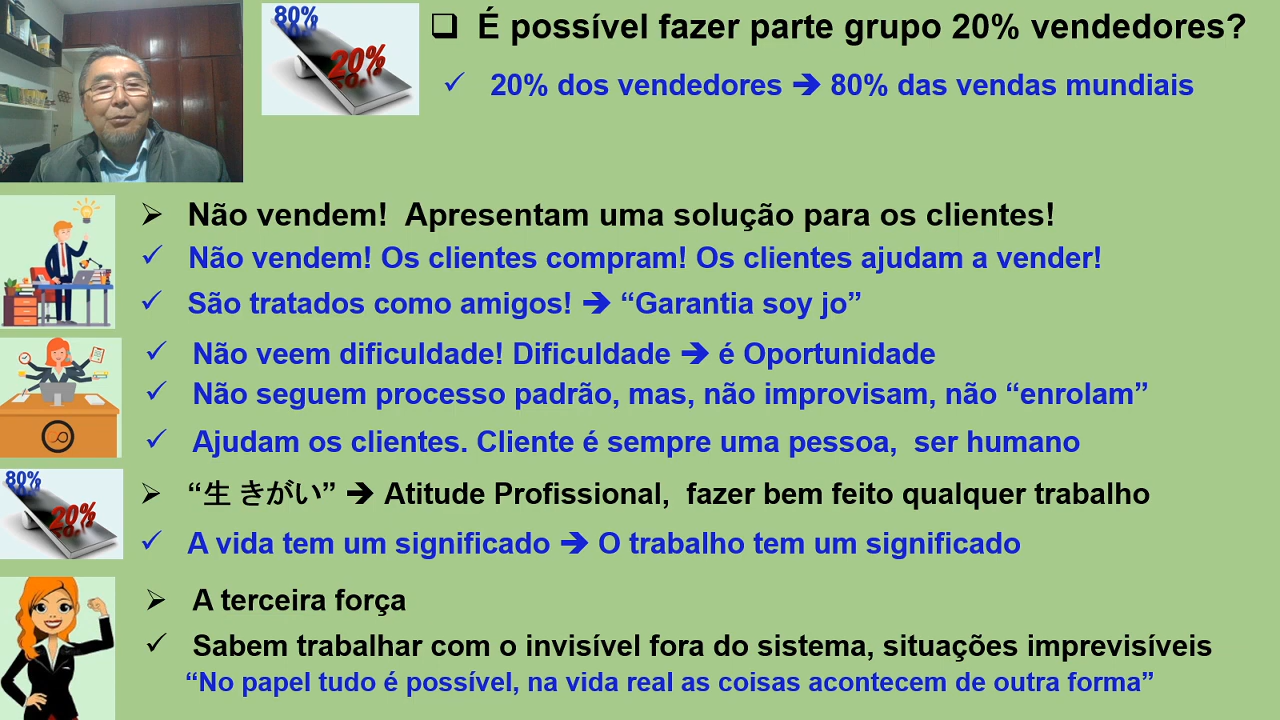 80%
20%
❑ É possível fazer parte grupo 20% vendedores?
✓ 20% dos vendedores ➔ 80% das vendas mundiais
➢ Não vendem! Apresentam uma solução para os clientes!
✓ Não vendem! Os clientes compram! Os clientes ajudam a vender!
✓ São tratados como amigos! ➔ “Garantia soy jo”
✓ Não veem dificuldade! Dificuldade ➔ é Oportunidade
✓ Não seguem processo padrão, mas, não improvisam, não “enrolam”
✓ Ajudam os clientes. Cliente é sempre uma pessoa, ser humano
80%
20%
➢ “生 きがい” ➔ Atitude Profissional, fazer bem feito qualquer trabalho
✓ A vida tem um significado ➔ O trabalho tem um significado
➢ A terceira força
✓ Sabem trabalhar com o invisível fora do sistema, situações imprevisíveis
“No papel tudo é possível, na vida real as coisas acontecem de outra forma”